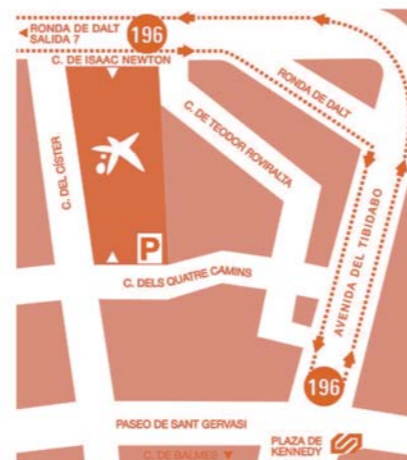 RONDA DE DALT
SALIDA 7
196
C. DE ISAAC NEWTON
RONDA DE DALT
C. DE TEODOR ROVIRALTA
C. DEL CÍSTER
AVENIDA DEL TIBIDABO
P
C. DELS QUATRE CAMINS
196
PASEO DE SANT GERVASI
PLAZA DE
KENNEDY
C. DE BALMES